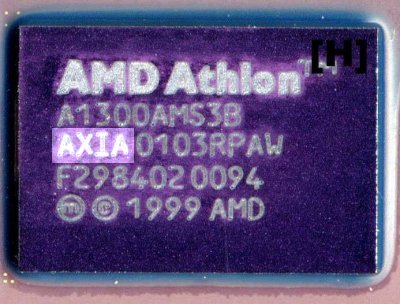 [H]
AMD Athlon™
A1300AMS3B
AXIA 0103RPAW
F2984020094
ⓜ © 1999 AMD